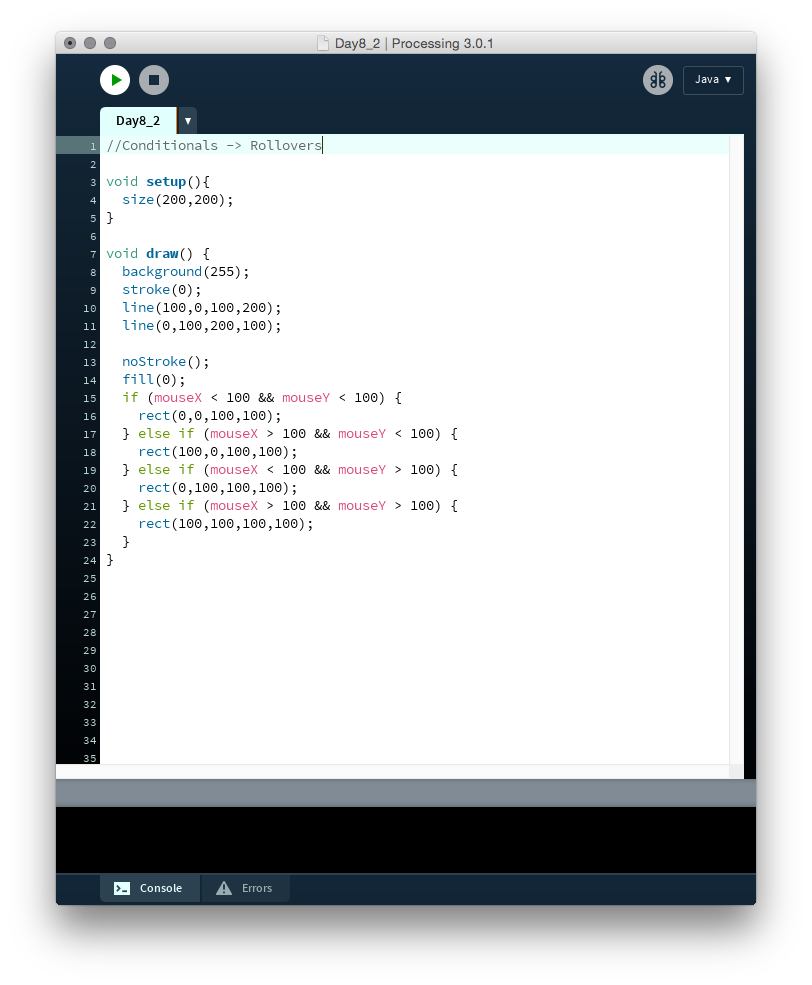 Day8_2 | Processing 3.0.1
Java ▼
Day8_2 ▼
1 //Conditionals -> Rollovers
2
3 void setup(){
4   size(200,200);
5 }
6
7 void draw() {
8   background(255);
9   stroke(0);
10   line(100,0,100,200);
11   line(0,100,200,100);
12
13   noStroke();
14   fill(0);
15   if (mouseX < 100 && mouseY < 100) {
16     rect(0,0,100,100);
17   } else if (mouseX > 100 && mouseY < 100) {
18     rect(100,0,100,100);
19   } else if (mouseX < 100 && mouseY > 100) {
20     rect(0,100,100,100);
21   } else if (mouseX > 100 && mouseY > 100) {
22     rect(100,100,100,100);
23   }
24 }
25
26
27
28
29
30
31
32
33
34
35
>_ Console
Errors